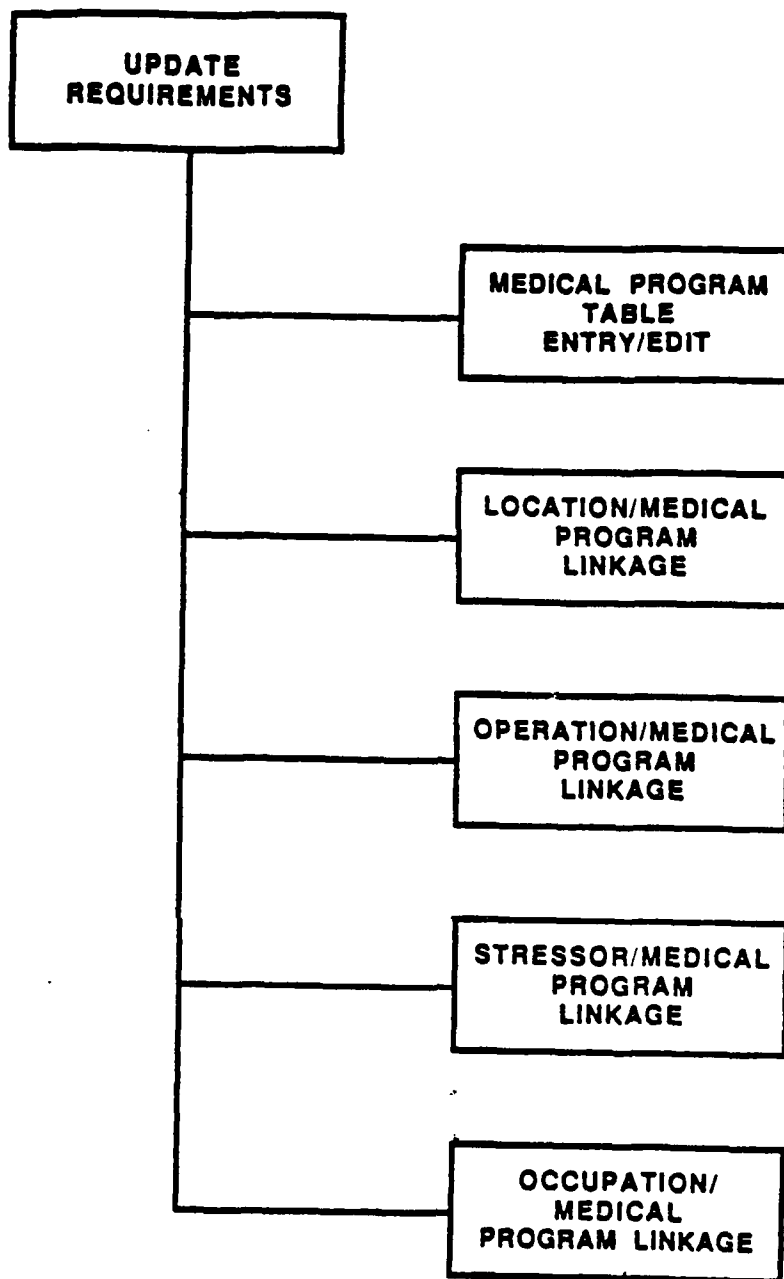 UPDATE
REQUIREMENTS
MEDICAL PROGRAM
TABLE
ENTRY/EDIT
LOCATION/MEDICAL
PROGRAM
LINKAGE
OPERATION/MEDICAL
PROGRAM
LINKAGE
STRESSOR/MEDICAL
PROGRAM
LINKAGE
OCCUPATION/
MEDICAL
PROGRAM LINKAGE